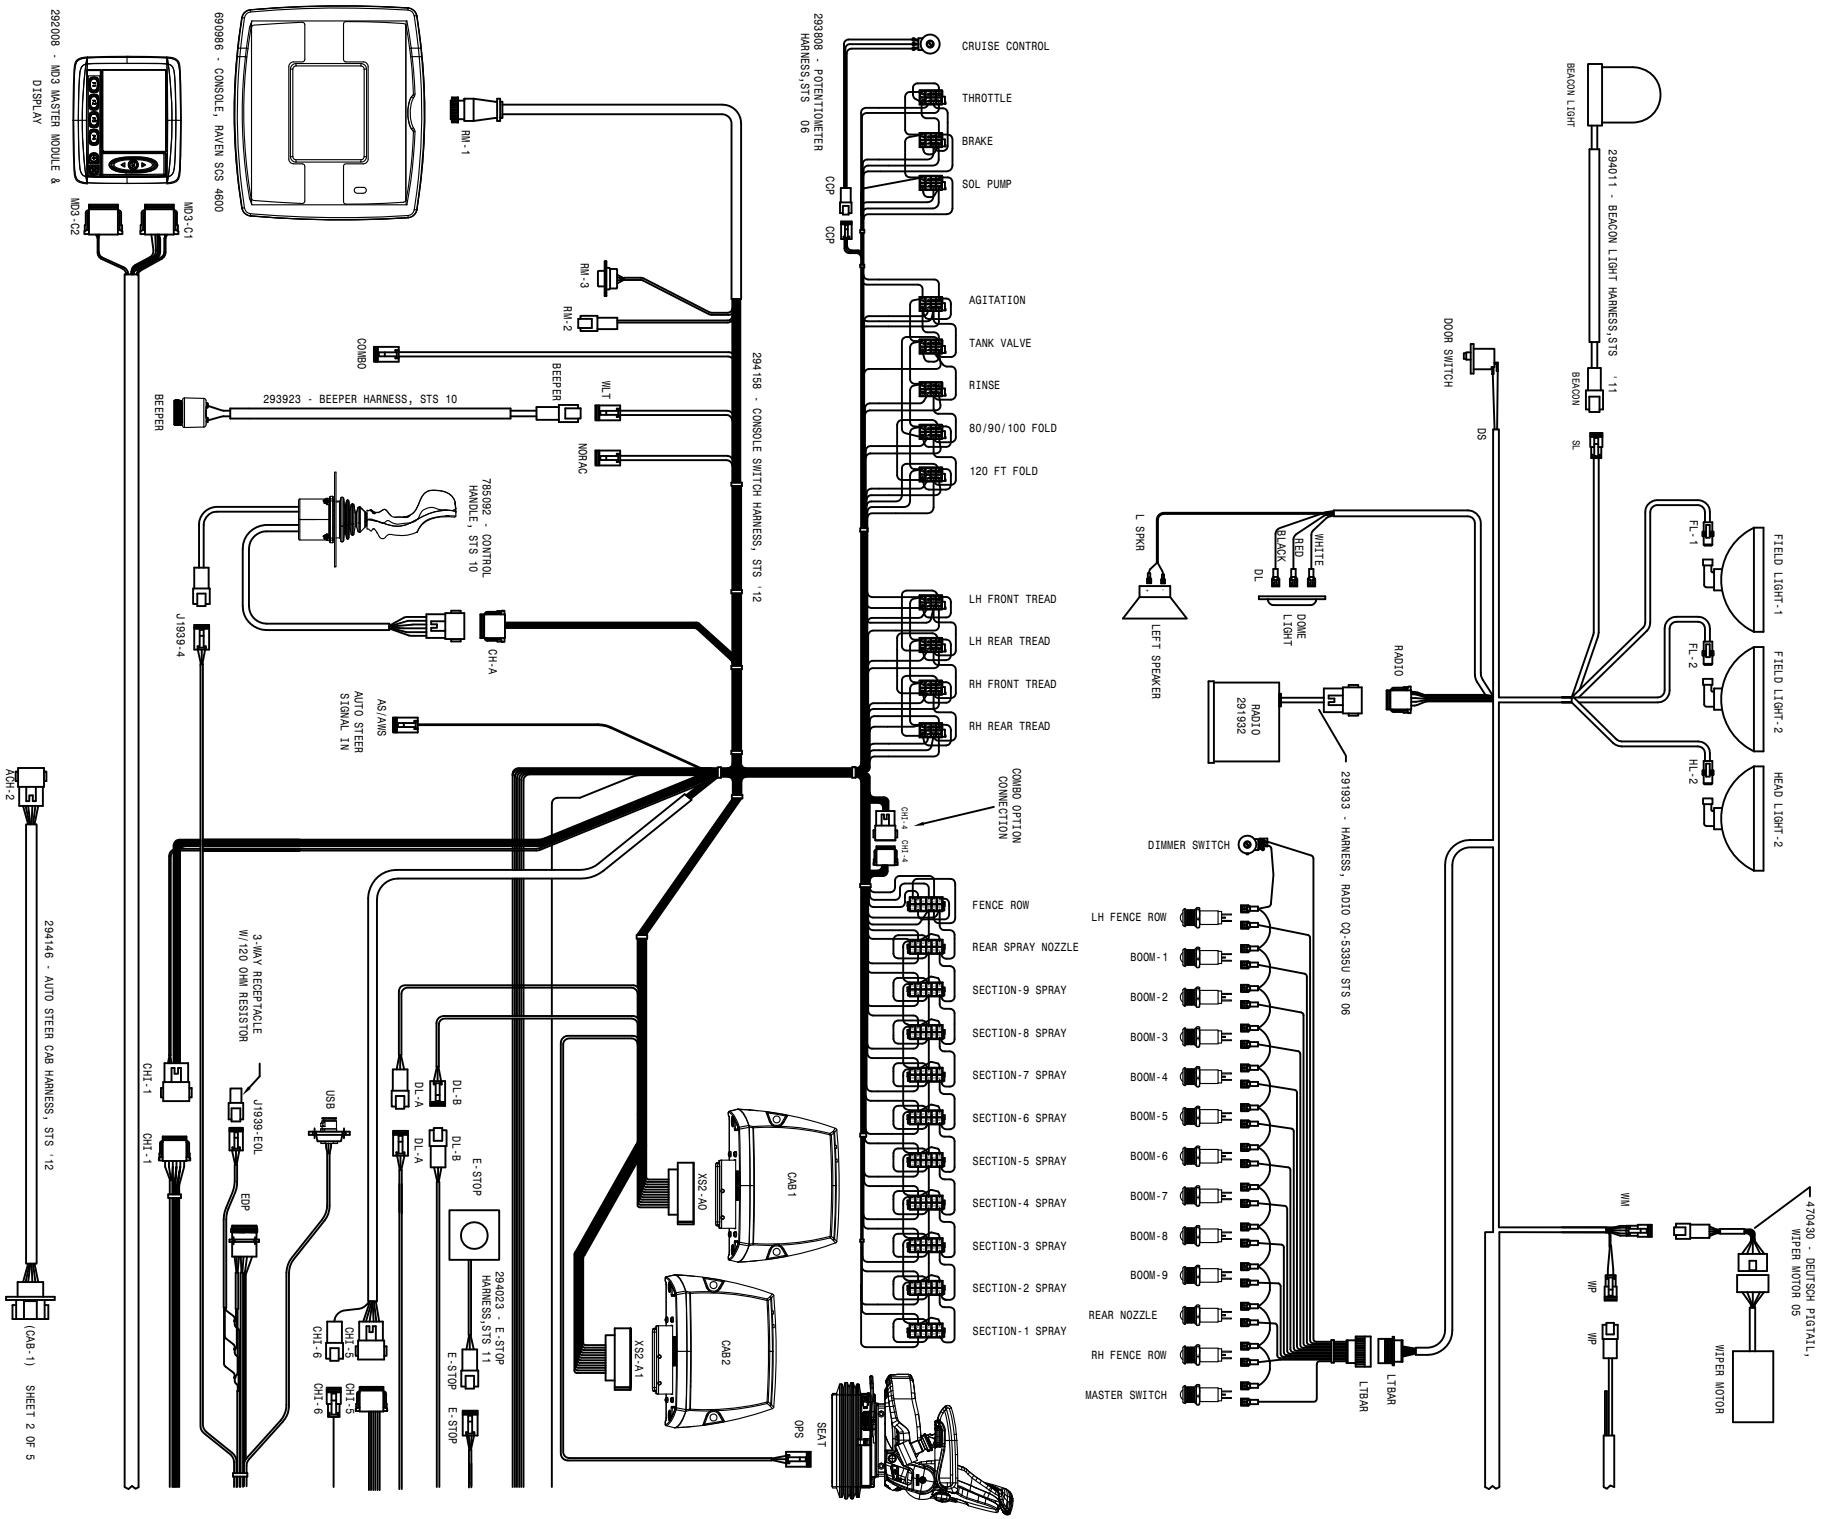 292008 - MD3 MASTER MODULE &
DISPLAY
690986 - CONSOLE, RAVEN SCS 4600
MD3-C1
MD3-C2
RM-1
RM-3
RM-2
COMBO
BEEPER
293923 - BEEPER HARNESS, STS 10
BEEPER
WLT
NORAC
785092 - CONTROL
HANDLE, STS 10
J1939-4
CH-A
AS/AWS
AUTO STEER
SIGNAL IN
294158 - CONSOLE SWITCH HARNESS, STS '12
293808 - POTENTIOMETER
HARNESS,STS 06
CCP
CCP
CRUISE CONTROL
THROTTLE
BRAKE
SOL PUMP
AGITATION
TANK VALVE
RINSE
80/90/100 FOLD
120 FT FOLD
LH FRONT TREAD
LH REAR TREAD
RH FRONT TREAD
RH REAR TREAD
COMBO OPTION
CONNECTION
CHI-4
CHI-4
FENCE ROW
REAR SPRAY NOZZLE
SECTION-9 SPRAY
SECTION-8 SPRAY
SECTION-7 SPRAY
SECTION-6 SPRAY
SECTION-5 SPRAY
SECTION-4 SPRAY
SECTION-3 SPRAY
SECTION-2 SPRAY
SECTION-1 SPRAY
BEACON LIGHT
294011 - BEACON LIGHT HARNESS,STS '11
BEACON
SL
DOOR SWITCH
DS
FL-1
FIELD LIGHT-1
FL-2
FIELD LIGHT-2
HL-2
HEAD LIGHT-2
L SPKR
LEFT SPEAKER
BLACK
RED
WHITE
DL
DOME
LIGHT
RADIO
291932
RADIO
291933 - HARNESS, RADIO CQ-5335U STS 06
DIMMER SWITCH
LH FENCE ROW
BOOM-1
BOOM-2
BOOM-3
BOOM-4
BOOM-5
BOOM-6
BOOM-7
BOOM-8
BOOM-9
REAR NOZZLE
RH FENCE ROW
MASTER SWITCH
LTBAR
LTBAR
WM
WP
WP
470430 - DEUTSCH PIGTAIL,
WIPER MOTOR 05
WIPER MOTOR
ACH-2
294146 - AUTO STEER CAB HARNESS, STS '12
(CAB-1) SHEET 2 OF 5
CHI-1
CHI-1
3-WAY RECEPTACLE
W/120 OHM RESISTOR
J1939-EOL
EDP
USB
CHI-6
CHI-5
CHI-6
CHI-5
DL-A
DL-A
DL-B
DL-B
E-STOP
294023 - E-STOP
HARNESS,STS 11
E-STOP
E-STOP
XS2-A0
CAB1
XS2-A1
CAB2
SEAT
OPS